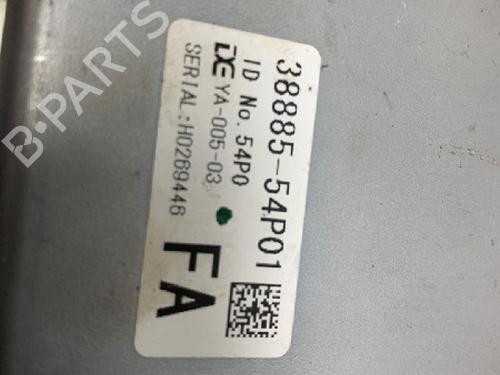 38885-54P01
ID No. 54P0
YA-005-03
SERIAL:H0269446
FA
B-PARTS